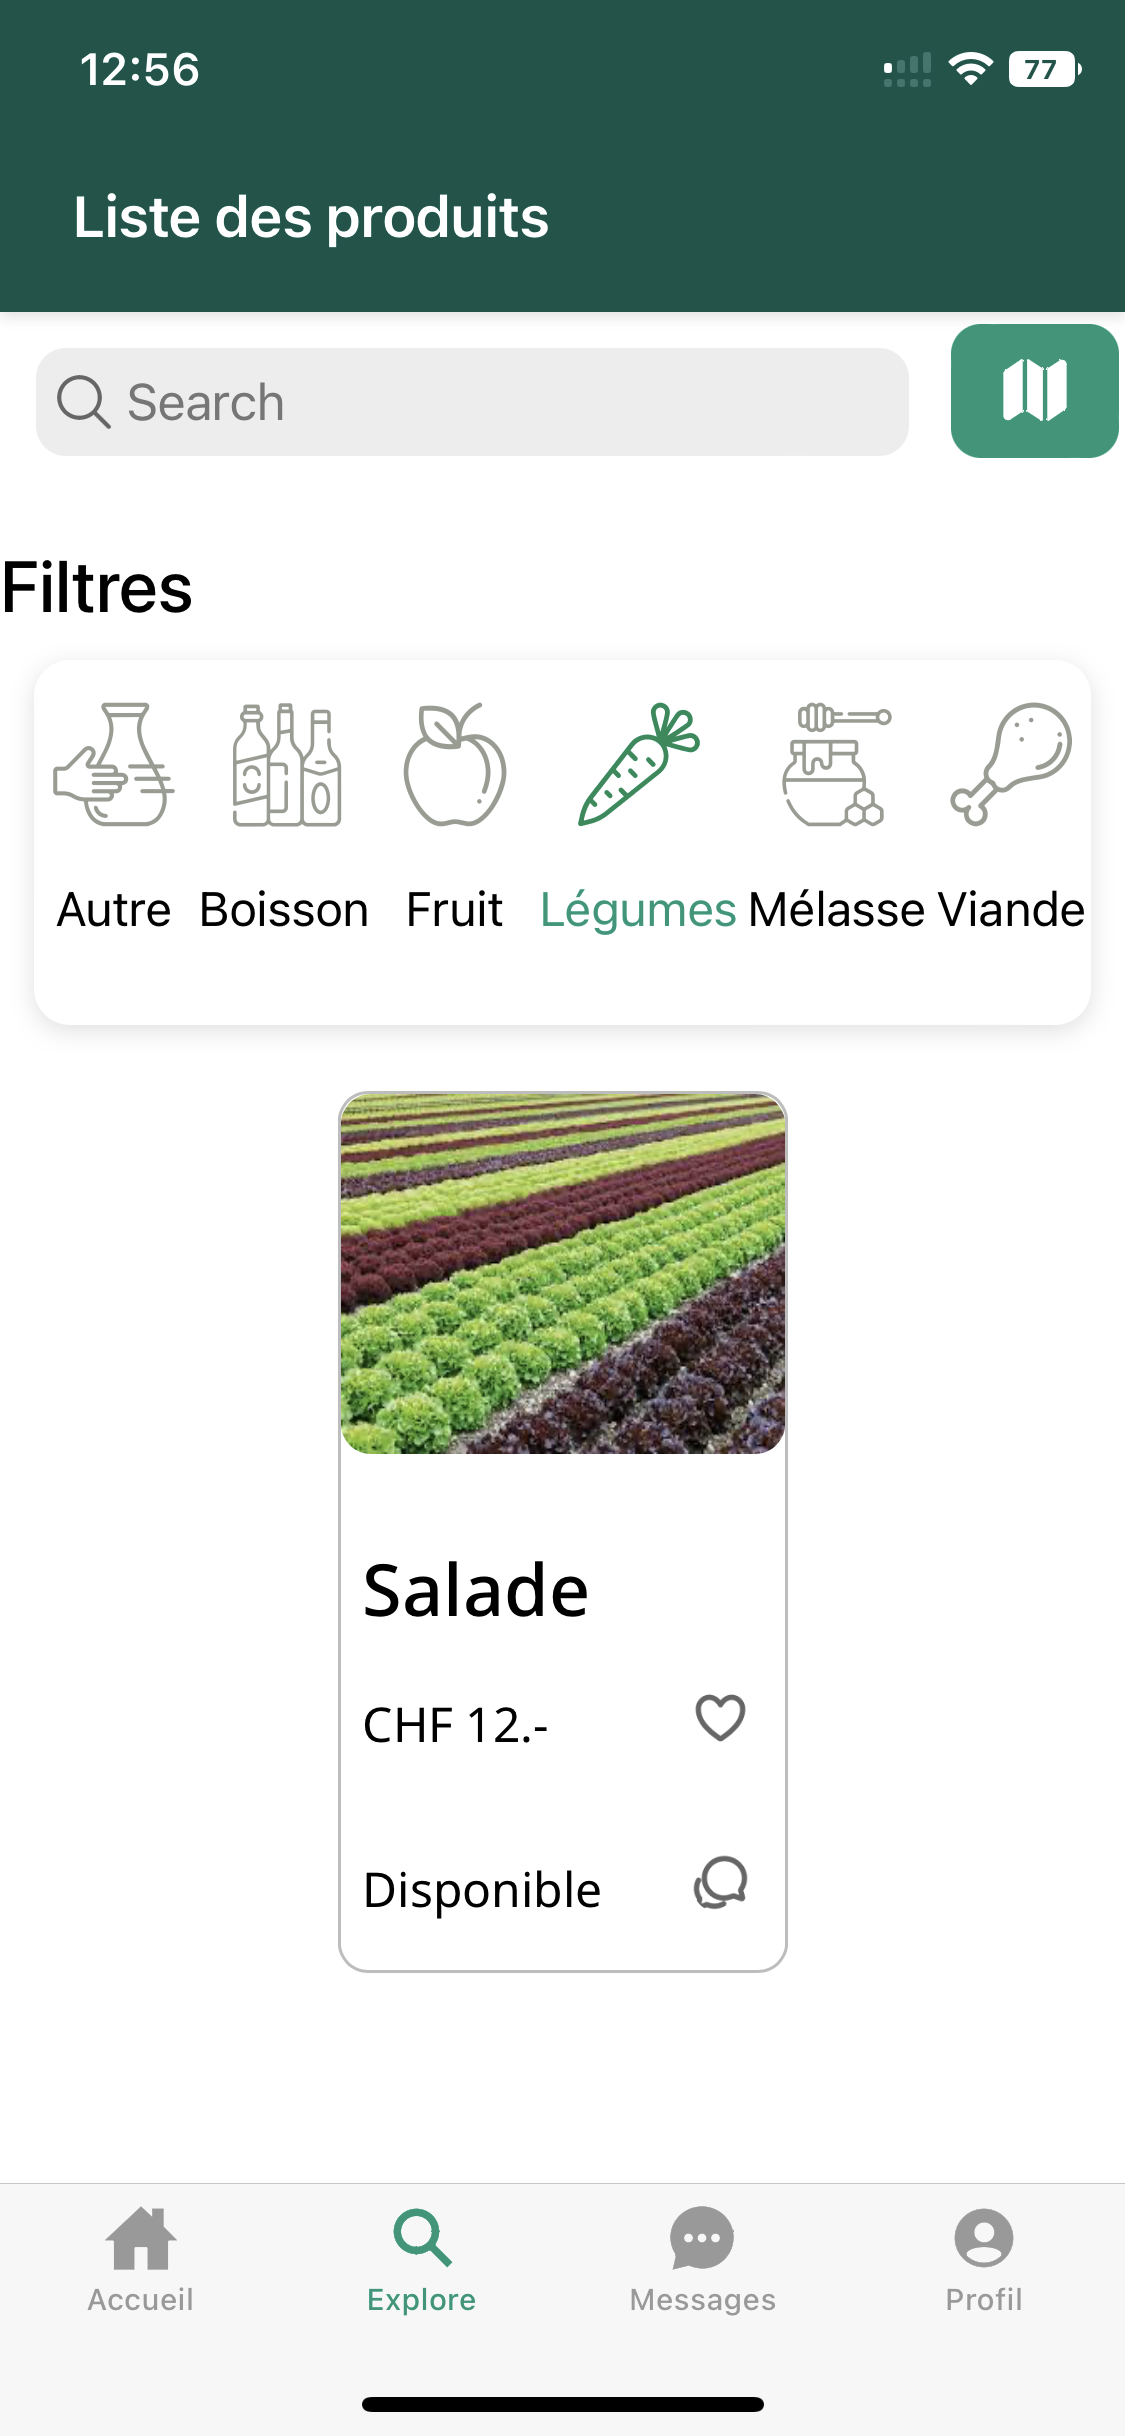 12:56
77
Liste des produits
Search
Filtres
Autre Boisson Fruit Légumes Mélasse Viande
Salade
CHF 12.-
Disponible
Accueil Explore Messages Profil